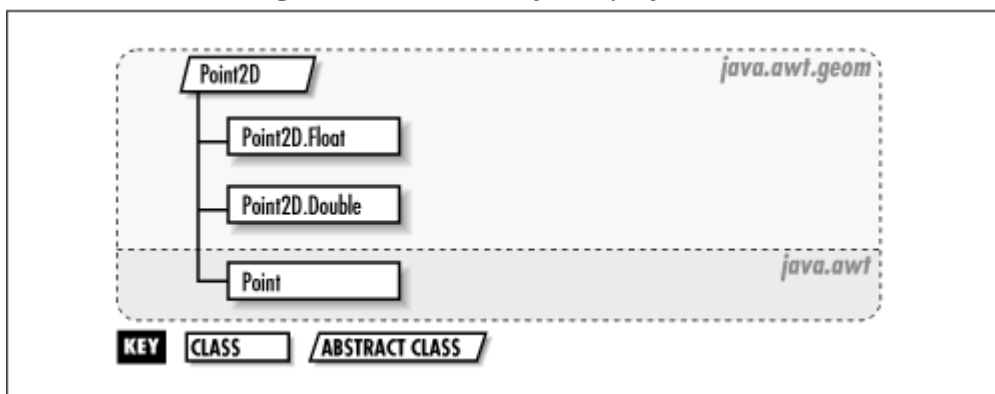 Point2D
java.awt.geom
Point2D.Float
Point2D.Double
java.awt
Point
KEY CLASS ABSTRACT CLASS